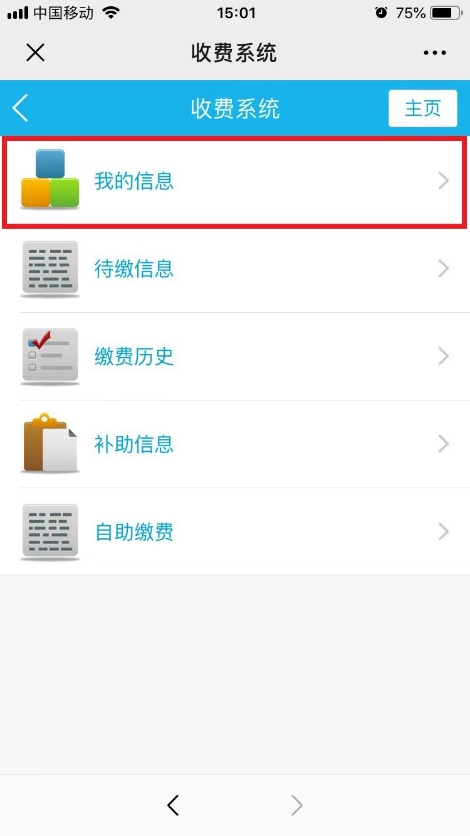 中国移动 15:01 75%
收费系统
收费系统 主页
我的信息
待缴信息
缴费历史
补助信息
自助缴费